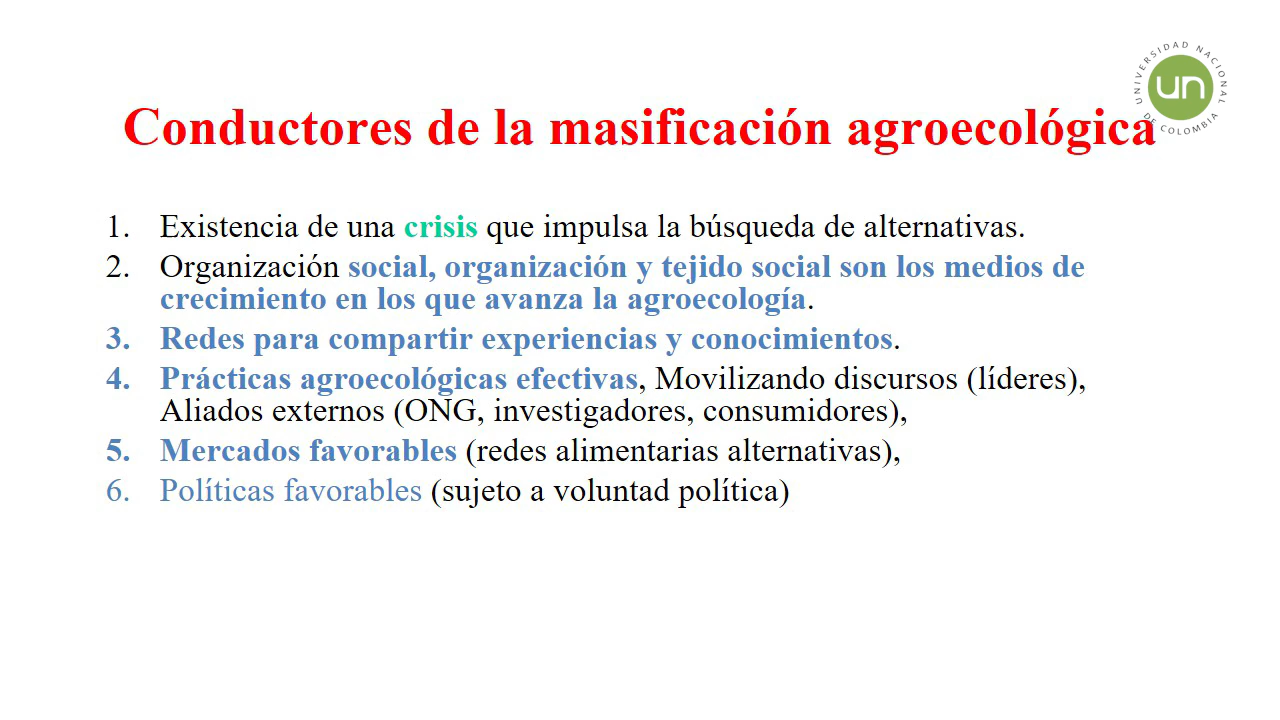 UNIVERSIDAD NACIONAL
un
DE COLOMBIA
Conductores de la masificación agroecológica
1. Existencia de una crisis que impulsa la búsqueda de alternativas.
2. Organización social, organización y tejido social son los medios de
crecimiento en los que avanza la agroecología.
3. Redes para compartir experiencias y conocimientos.
4. Prácticas agroecológicas efectivas, Movilizando discursos (líderes),
Aliados externos (ONG, investigadores, consumidores),
5. Mercados favorables (redes alimentarias alternativas),
6. Políticas favorables (sujeto a voluntad política)